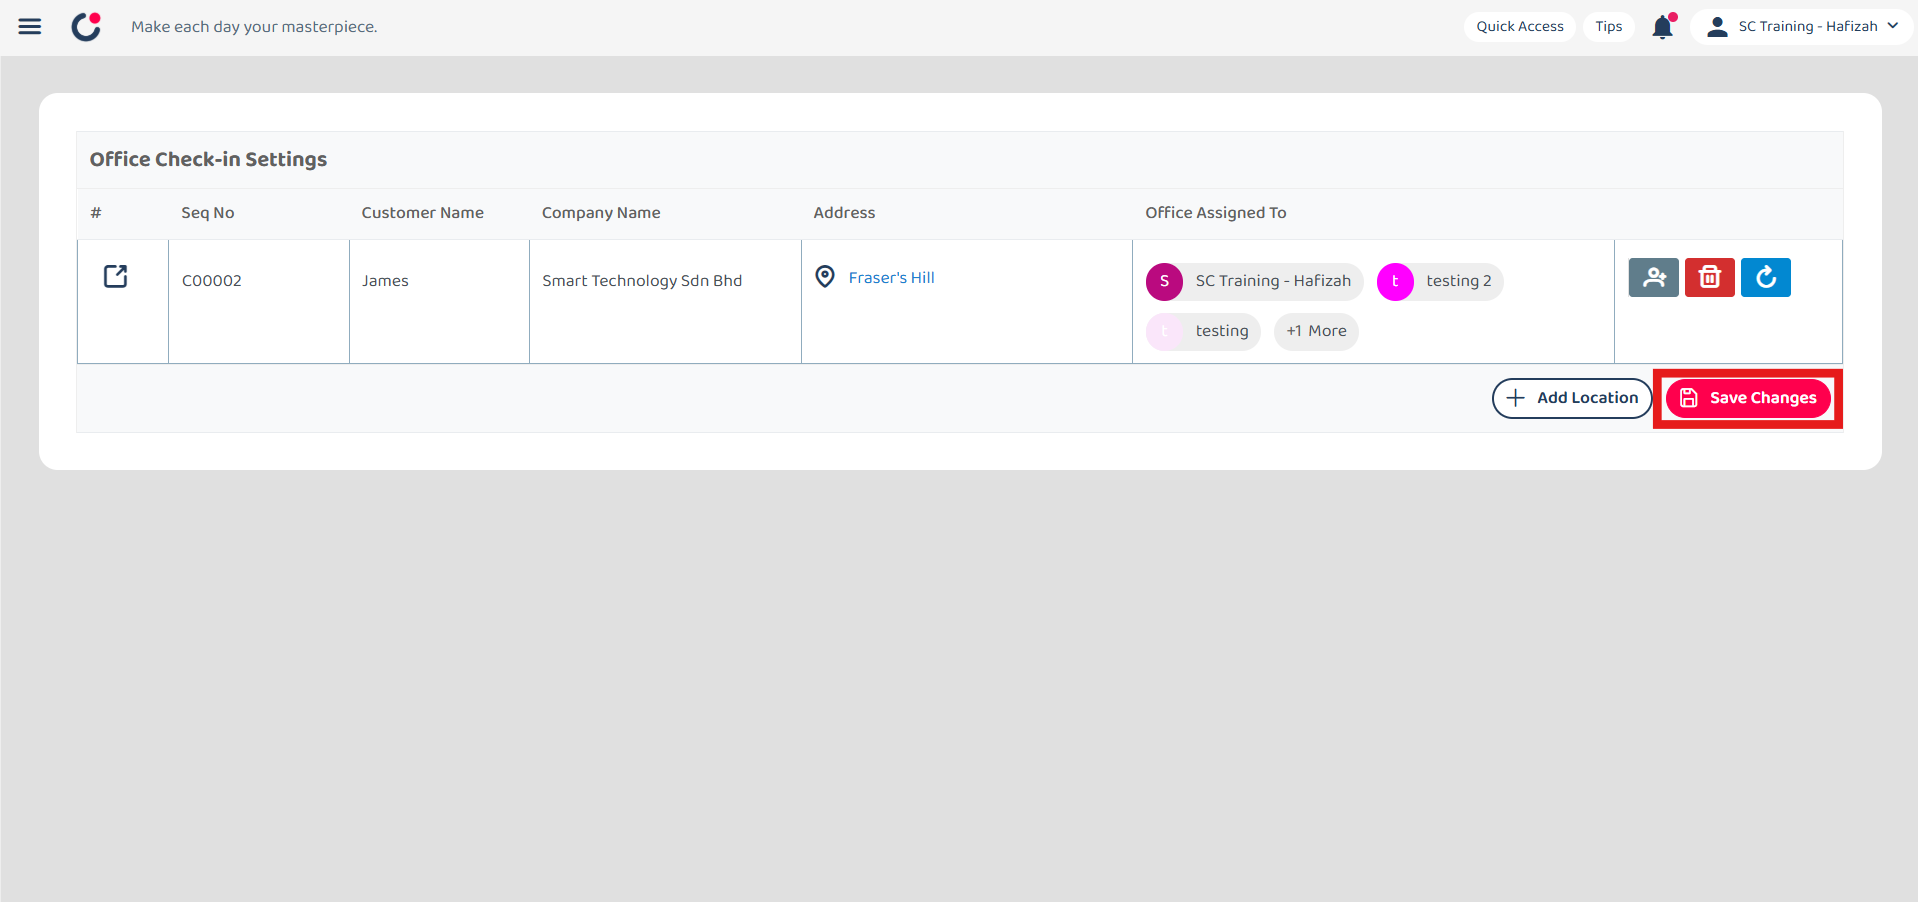 Make each day your masterpiece.
Quick Access
Tips
SC Training - Hafizah
Office Check-in Settings
# Seq No Customer Name Company Name Address Office Assigned To
C00002 James Smart Technology Sdn Bhd Fraser's Hill S SC Training - Hafizah t testing 2
t testing +1 More
Add Location
Save Changes